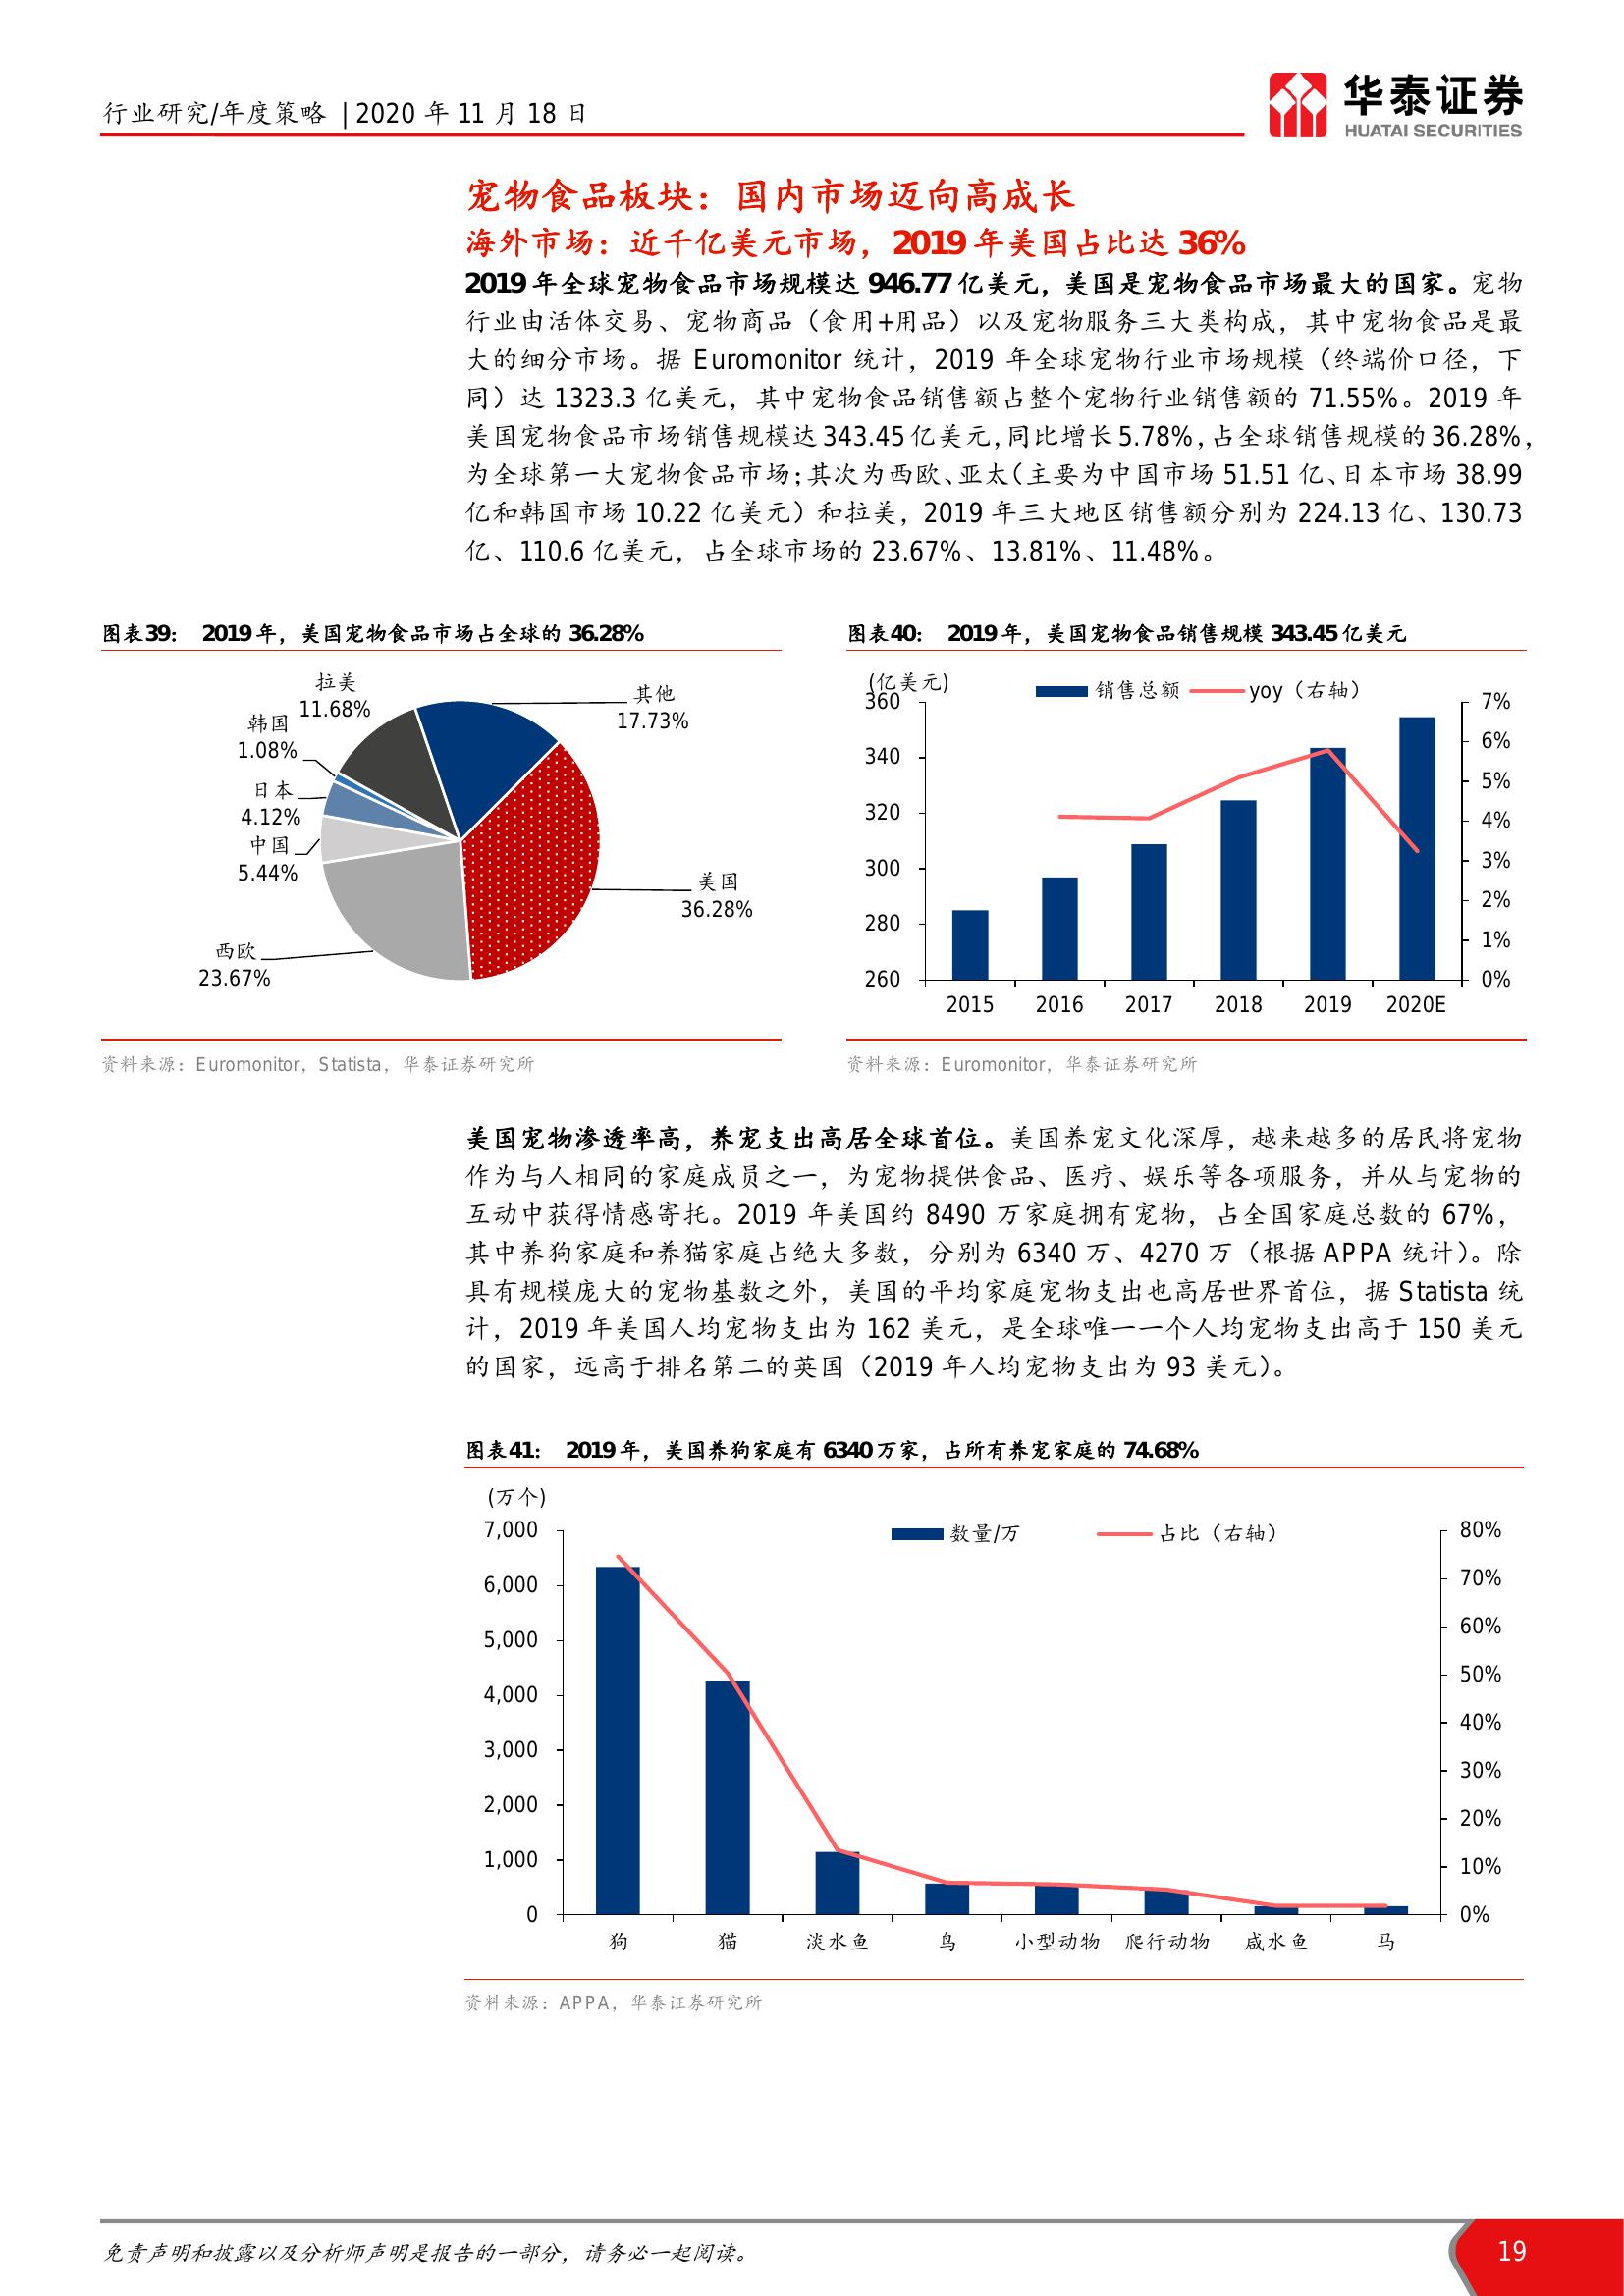 行业研究/年度策略 | 2020 年 11 月 18 日
华泰证券
HUATAI SECURITIES
宠物食品板块：国内市场迈向高成长
海外市场：近千亿美元市场，2019 年美国占比达 36%
2019 年全球宠物食品市场规模达 946.77 亿美元，美国是宠物食品市场最大的国家。宠物
行业由活体交易、宠物商品（食用+用品）以及宠物服务三大类构成，其中宠物食品是最
大的细分市场。据 Euromonitor 统计，2019 年全球宠物行业市场规模（终端价口径，下
同）达 1323.3 亿美元，其中宠物食品销售额占整个宠物行业销售额的 71.55%。2019 年
美国宠物食品市场销售规模达 343.45 亿美元，同比增长 5.78%，占全球销售规模的 36.28%，
为全球第一大宠物食品市场；其次为西欧、亚太（主要为中国市场 51.51 亿、日本市场 38.99
亿和韩国市场 10.22 亿美元）和拉美，2019 年三大地区销售额分别为 224.13 亿、130.73
亿、110.6 亿美元，占全球市场的 23.67%、13.81%、11.48%。
图表39： 2019 年，美国宠物食品市场占全球的 36.28%
拉美
11.68%
其他
17.73%
韩国
1.08%
日本
4.12%
中国
5.44%
美国
36.28%
西欧
23.67%
资料来源：Euromonitor，Statista，华泰证券研究所
图表40： 2019 年，美国宠物食品销售规模 343.45 亿美元
(亿美元)
销售总额
yoy（右轴）
360
340
320
300
280
260
7%
6%
5%
4%
3%
2%
1%
0%
2015 2016 2017 2018 2019 2020E
资料来源：Euromonitor，华泰证券研究所
美国宠物渗透率高，养宠支出高居全球首位。美国养宠文化深厚，越来越多的居民将宠物
作为与人相同的家庭成员之一，为宠物提供食品、医疗、娱乐等各项服务，并从与宠物的
互动中获得情感寄托。2019 年美国约 8490 万家庭拥有宠物，占全国家庭总数的 67%，
其中养狗家庭和养猫家庭占绝大多数，分别为 6340 万、4270 万（根据 APPA 统计）。除
具有规模庞大的宠物基数之外，美国的平均家庭宠物支出也高居世界首位，据 Statista 统
计，2019 年美国人均宠物支出为 162 美元，是全球唯一一个人均宠物支出高于 150 美元
的国家，远高于排名第二的英国（2019 年人均宠物支出为 93 美元）。
图表41： 2019 年，美国养狗家庭有 6340 万家，占所有养宠家庭的 74.68%
(万个)
数量/万
占比（右轴）
7,000
6,000
5,000
4,000
3,000
2,000
1,000
0
80%
70%
60%
50%
40%
30%
20%
10%
0%
狗 猫 淡水鱼 鸟 小型动物 爬行动物 咸水鱼 马
资料来源：APPA，华泰证券研究所
免责声明和披露以及分析师声明是报告的一部分，请务必一起阅读。
19